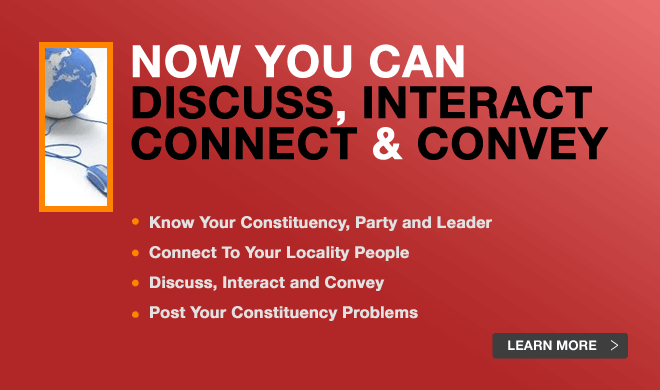 NOW YOU CAN
DISCUSS, INTERACT
CONNECT & CONVEY
Know Your Constituency, Party and Leader
Connect To Your Locality People
Discuss, Interact and Convey
Post Your Constituency Problems
LEARN MORE >